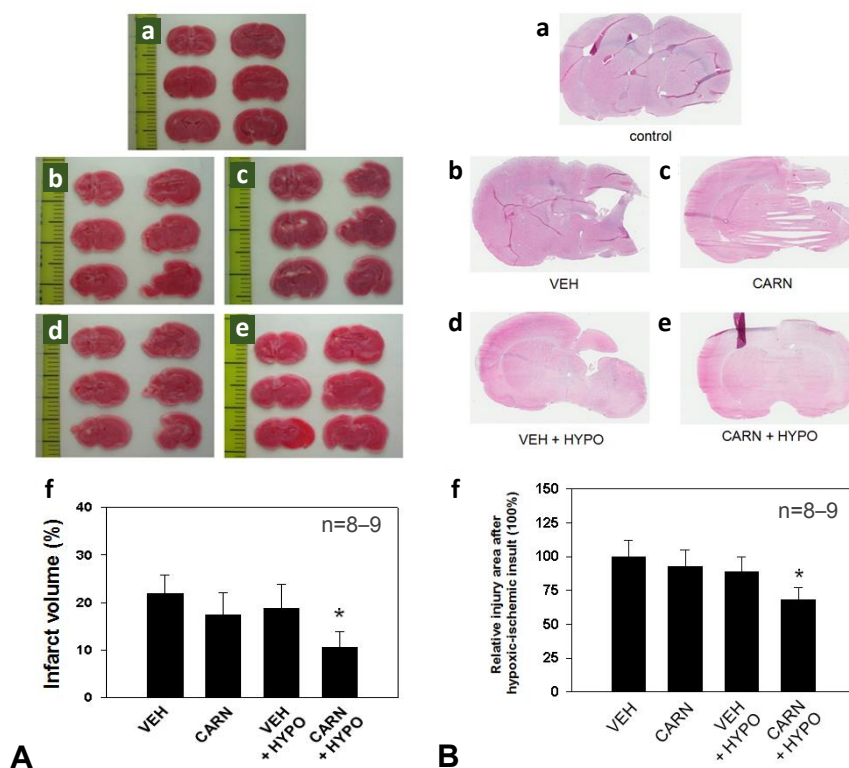 a
b
c
d
e
f
n=8–9
Infarct volume (%)
40
30
20
10
0
VEH
CARN
VEH
+ HYPO
CARN
+ HYPO
A
a
control
b
VEH
c
CARN
d
VEH + HYPO
e
CARN + HYPO
f
n=8–9
Relative injury area after
hypoxic-ischemic insult (100%)
150
125
100
75
50
25
0
VEH
CARN
VEH
+ HYPO
CARN
+ HYPO
*
*
B